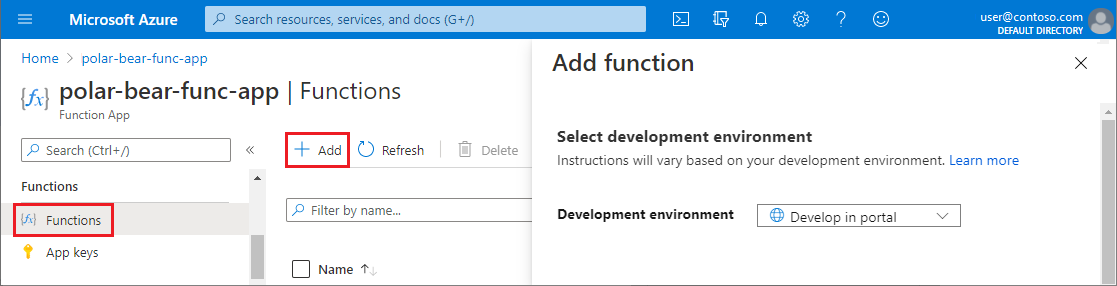 Microsoft Azure
Search resources, services, and docs (G+/)
user@contoso.com
DEFAULT DIRECTORY
Home > polar-bear-func-app
{fx} polar-bear-func-app | Functions
Function App
Search (Ctrl+/) «
Functions
{fx} Functions
App keys
+ Add Refresh Delete
Filter by name...
Name ↑↓
Add function
Select development environment
Instructions will vary based on your development environment. Learn more
Development environment Develop in portal